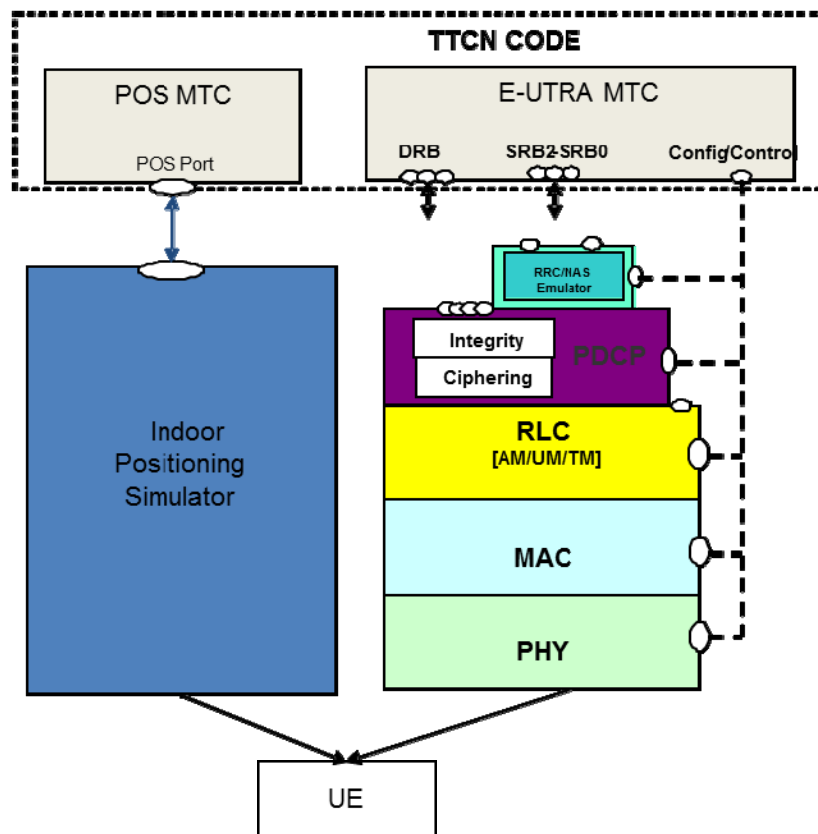 TTCN CODE
POS MTC
POS Port
E-UTRA MTC
DRB
SRB2-SRB0
Config/Control
RRC/NAS
Emulator
Integrity
Ciphering
PDCP
Indoor
Positioning
Simulator
RLC
[AM/UM/TM]
MAC
PHY
UE